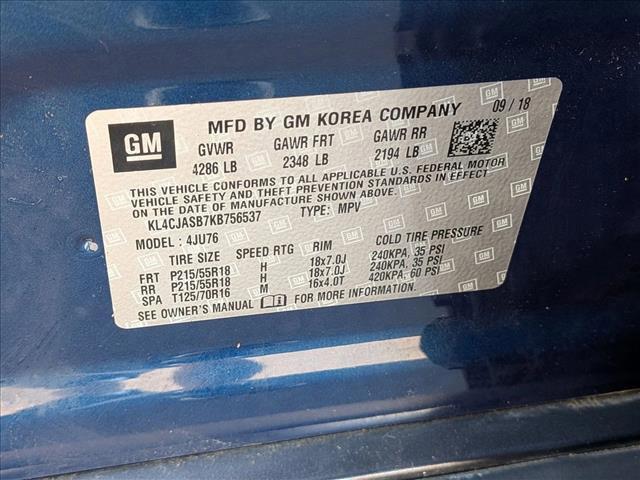 GM
MFD BY GM KOREA COMPANY 09 / 18
GVWR GAWR FRT GAWR RR
4286 LB 2348 LB 2194 LB
THIS VEHICLE CONFORMS TO ALL APPLICABLE U.S. FEDERAL MOTOR
VEHICLE SAFETY AND THEFT PREVENTION STANDARDS IN EFFECT
ON THE DATE OF MANUFACTURE SHOWN ABOVE.
KL4CJASB7KB756537 TYPE: MPV
MODEL : 4JU76
TIRE SIZE SPEED RTG RIM COLD TIRE PRESSURE
FRT P215/55R18 H 18x7.0J 240KPA, 35 PSI
RR P215/55R18 H 18x7.0J 240KPA, 35 PSI
SPA T125/70R16 M 16x4.0T 420KPA, 60 PSI
SEE OWNER'S MANUAL FOR MORE INFORMATION.